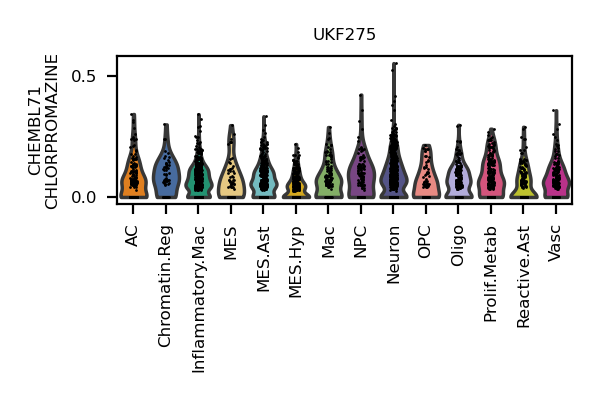 UKF275
CHEMBL71
CHLORPROMAZINE
0.5
0.0
AC
Chromatin.Reg
Inflammatory.Mac
MES
MES.Ast
MES.Hyp
Mac
NPC
Neuron
OPC
Oligo
Prolif.Metab
Reactive.Ast
Vasc